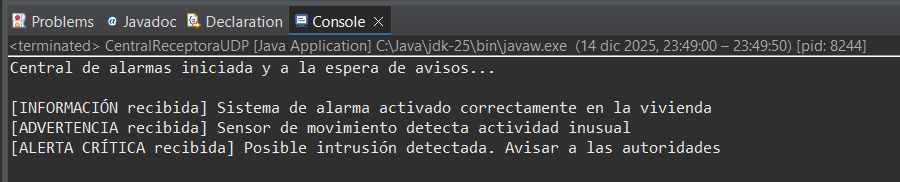 Problems Javadoc Declaration Console
<terminated> CentralReceptoraUDP [Java Application] C:\Java\jdk-25\bin\javaw.exe (14 dic 2025, 23:49:00 – 23:49:50) [pid: 8244]
Central de alarmas iniciada y a la espera de avisos...
[INFORMACIÓN recibida] Sistema de alarma activado correctamente en la vivienda
[ADVERTENCIA recibida] Sensor de movimiento detecta actividad inusual
[ALERTA CRÍTICA recibida] Posible intrusión detectada. Avisar a las autoridades